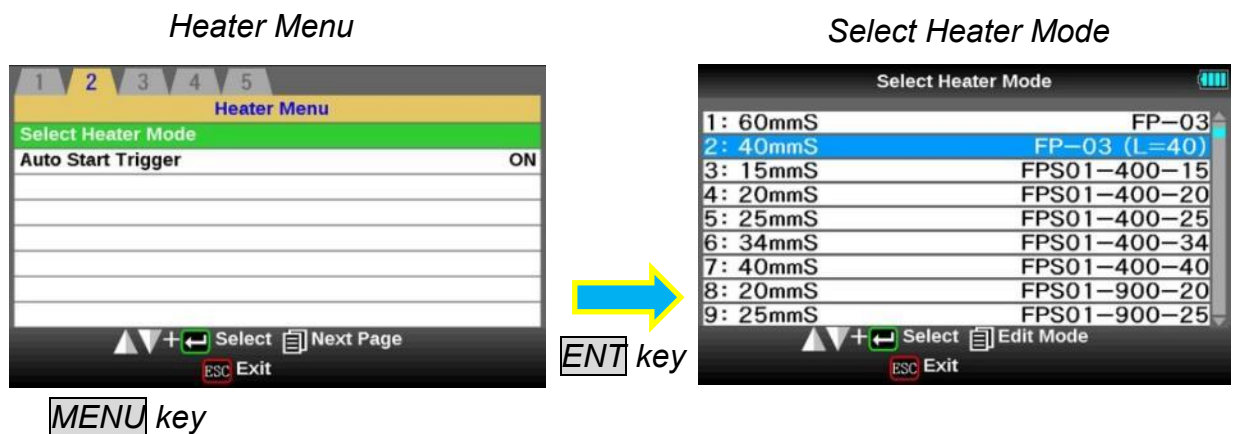 Heater Menu
1 2 3 4 5
Heater Menu
Select Heater Mode
Auto Start Trigger ON
+ Select Next Page
ESC Exit
MENU key
ENT key
Select Heater Mode
Select Heater Mode
1: 60mmS FP-03
2: 40mmS FP-03 (L=40)
3: 15mmS FPS01-400-15
4: 20mmS FPS01-400-20
5: 25mmS FPS01-400-25
6: 34mmS FPS01-400-34
7: 40mmS FPS01-400-40
8: 20mmS FPS01-900-20
9: 25mmS FPS01-900-25
+ Select Edit Mode
ESC Exit